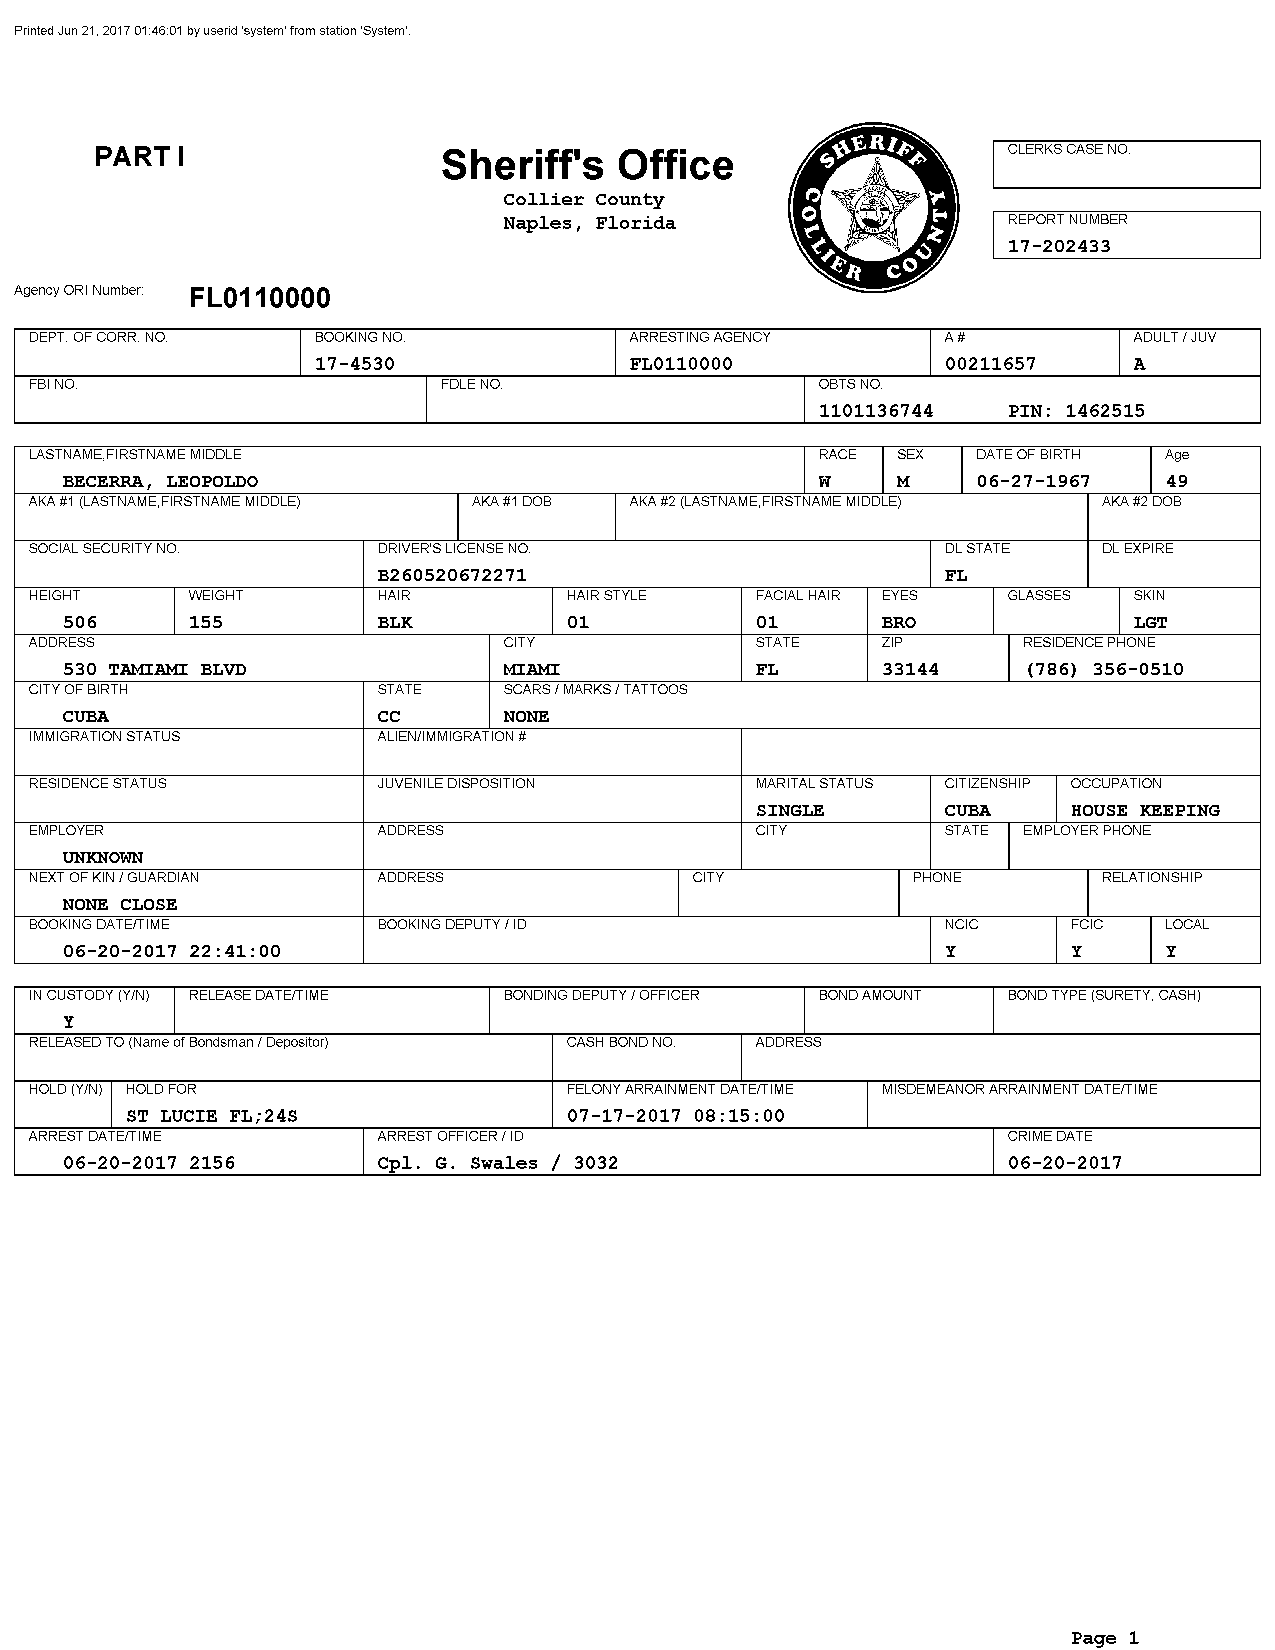 Printed Jun 21, 2017 01:46:01 by userid 'system' from station 'System'.
PART I
Sheriff's Office
Collier County
Naples, Florida
SHERIFF
COLLIER COUNTY
CLERKS CASE NO.
REPORT NUMBER
17-202433
Agency ORI Number: FL0110000
DEPT. OF CORR. NO. BOOKING NO. ARRESTING AGENCY A # ADULT / JUV
17-4530 FL0110000 00211657 A
FBI NO. FDLE NO. OBTS NO.
1101136744 PIN: 1462515
LASTNAME,FIRSTNAME MIDDLE RACE SEX DATE OF BIRTH Age
BECERRA, LEOPOLDO W M 06-27-1967 49
AKA #1 (LASTNAME,FIRSTNAME MIDDLE) AKA #1 DOB AKA #2 (LASTNAME,FIRSTNAME MIDDLE) AKA #2 DOB
SOCIAL SECURITY NO. DRIVER'S LICENSE NO. DL STATE DL EXPIRE
B260520672271 FL
HEIGHT WEIGHT HAIR HAIR STYLE FACIAL HAIR EYES GLASSES SKIN
506 155 BLK 01 01 BRO LGT
ADDRESS CITY STATE ZIP RESIDENCE PHONE
530 TAMIAMI BLVD MIAMI FL 33144 (786) 356-0510
CITY OF BIRTH STATE SCARS / MARKS / TATTOOS
CUBA CC NONE
IMMIGRATION STATUS ALIEN/IMMIGRATION #
RESIDENCE STATUS JUVENILE DISPOSITION MARITAL STATUS CITIZENSHIP OCCUPATION
SINGLE CUBA HOUSE KEEPING
EMPLOYER ADDRESS CITY STATE EMPLOYER PHONE
UNKNOWN
NEXT OF KIN / GUARDIAN ADDRESS CITY PHONE RELATIONSHIP
NONE CLOSE
BOOKING DATE/TIME BOOKING DEPUTY / ID NCIC FCIC LOCAL
06-20-2017 22:41:00 Y Y Y
IN CUSTODY (Y/N) RELEASE DATE/TIME BONDING DEPUTY / OFFICER BOND AMOUNT BOND TYPE (SURETY, CASH)
Y
RELEASED TO (Name of Bondsman / Depositor) CASH BOND NO. ADDRESS
HOLD (Y/N) HOLD FOR FELONY ARRAINMENT DATE/TIME MISDEMEANOR ARRAINMENT DATE/TIME
ST LUCIE FL;24S 07-17-2017 08:15:00
ARREST DATE/TIME ARREST OFFICER / ID CRIME DATE
06-20-2017 2156 Cpl. G. Swales / 3032 06-20-2017
Page 1